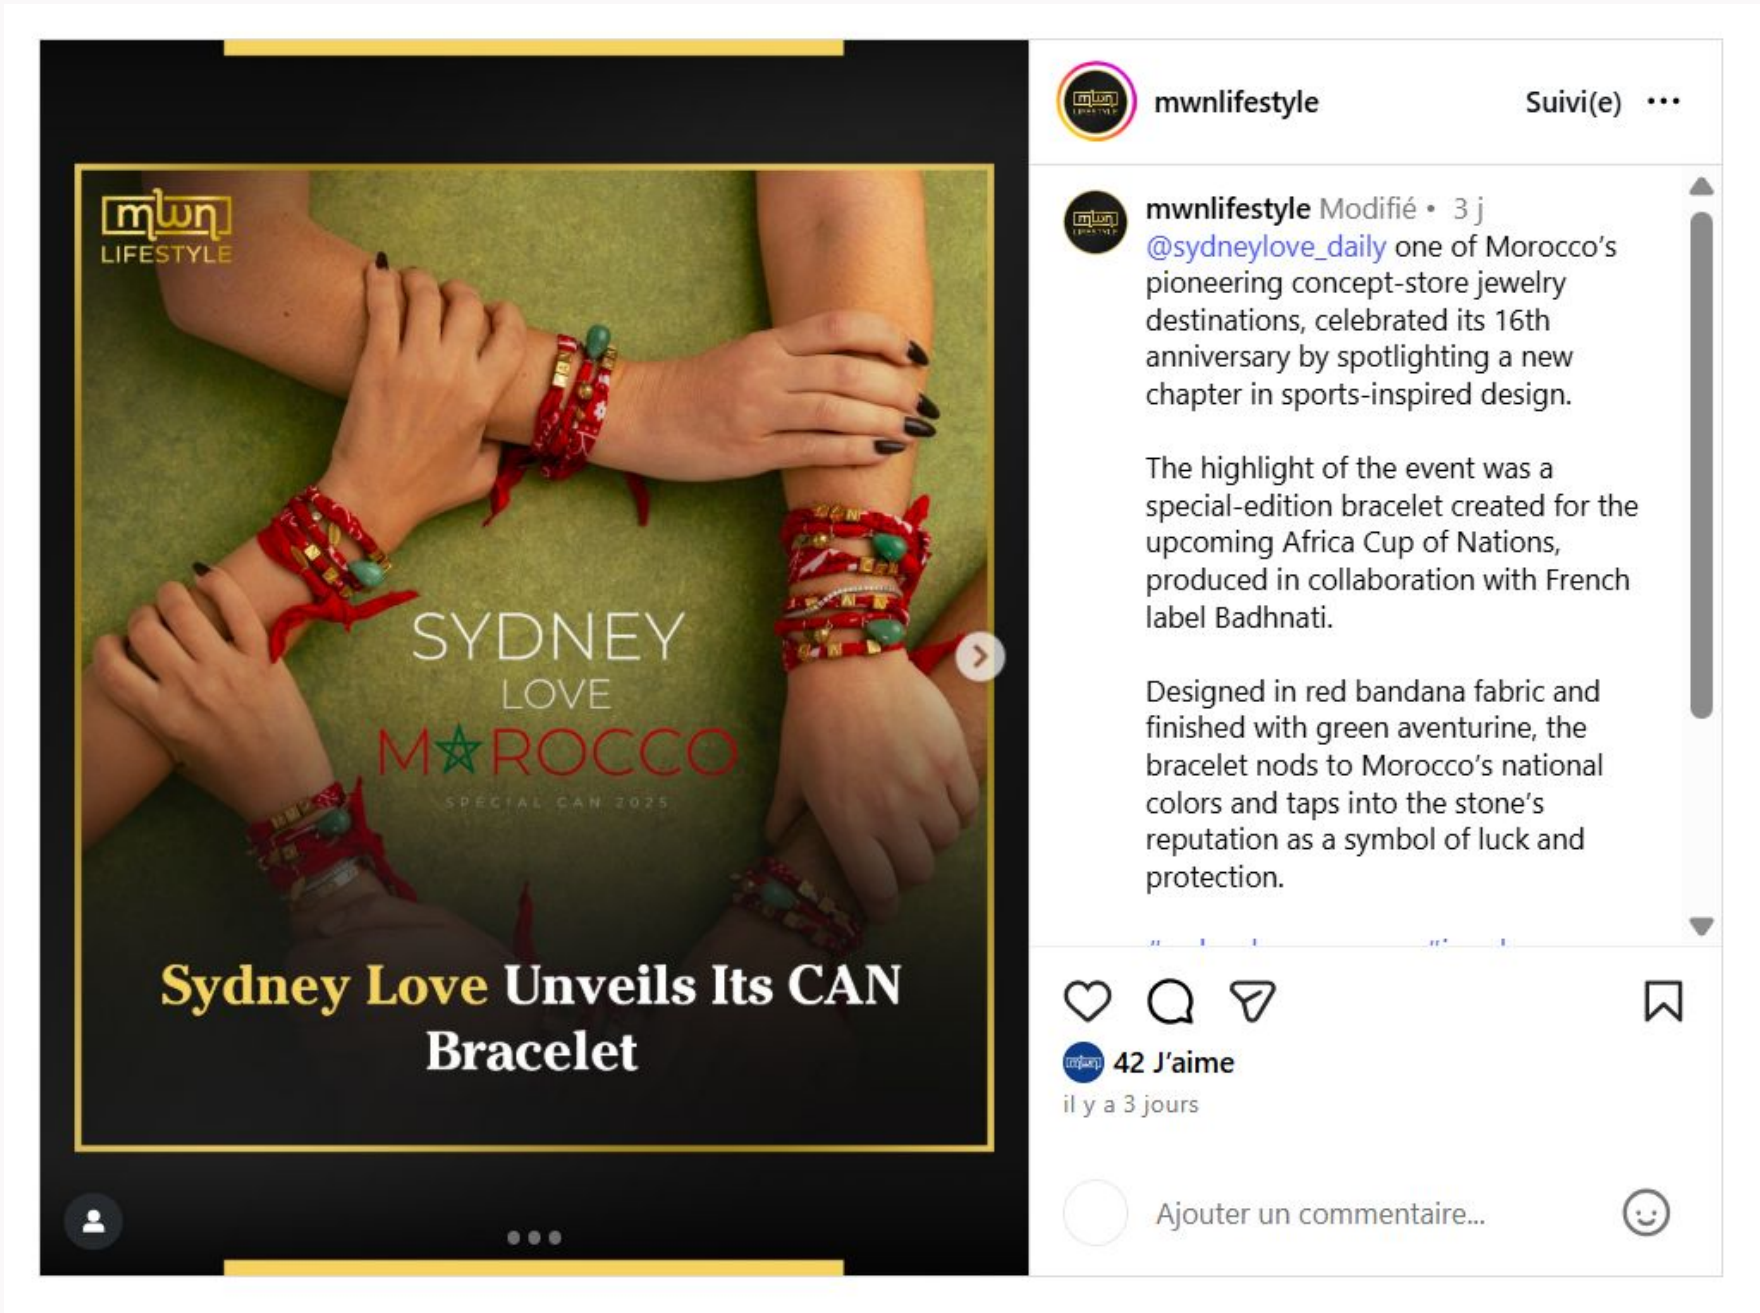 mwn
LIFESTYLE
SYDNEY
LOVE
MOROCCO
SPECIAL CAN 2025
Sydney Love Unveils Its CAN
Bracelet
mwnlifestyle
Suivi(e)
mwnlifestyle Modifié • 3 j
@sydneylove_daily one of Morocco’s
pioneering concept-store jewelry
destinations, celebrated its 16th
anniversary by spotlighting a new
chapter in sports-inspired design.
The highlight of the event was a
special-edition bracelet created for the
upcoming Africa Cup of Nations,
produced in collaboration with French
label Badhnati.
Designed in red bandana fabric and
finished with green aventurine, the
bracelet nods to Morocco’s national
colors and taps into the stone’s
reputation as a symbol of luck and
protection.
42 J’aime
il y a 3 jours
Ajouter un commentaire...